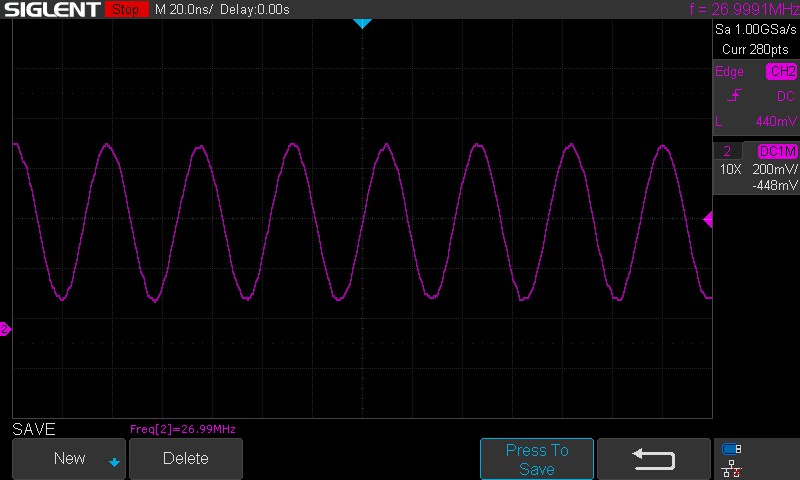 SIGLENT Stop M 20.0ns/ Delay:0.00s f = 26.9991MHz
Sa 1.00GSa/s
Curr 280pts
Edge CH2
DC
L 440mV
2 DC1M
10X 200mV/
-448mV
2
SAVE Freq[2]=26.99MHz
New Delete Press To Save